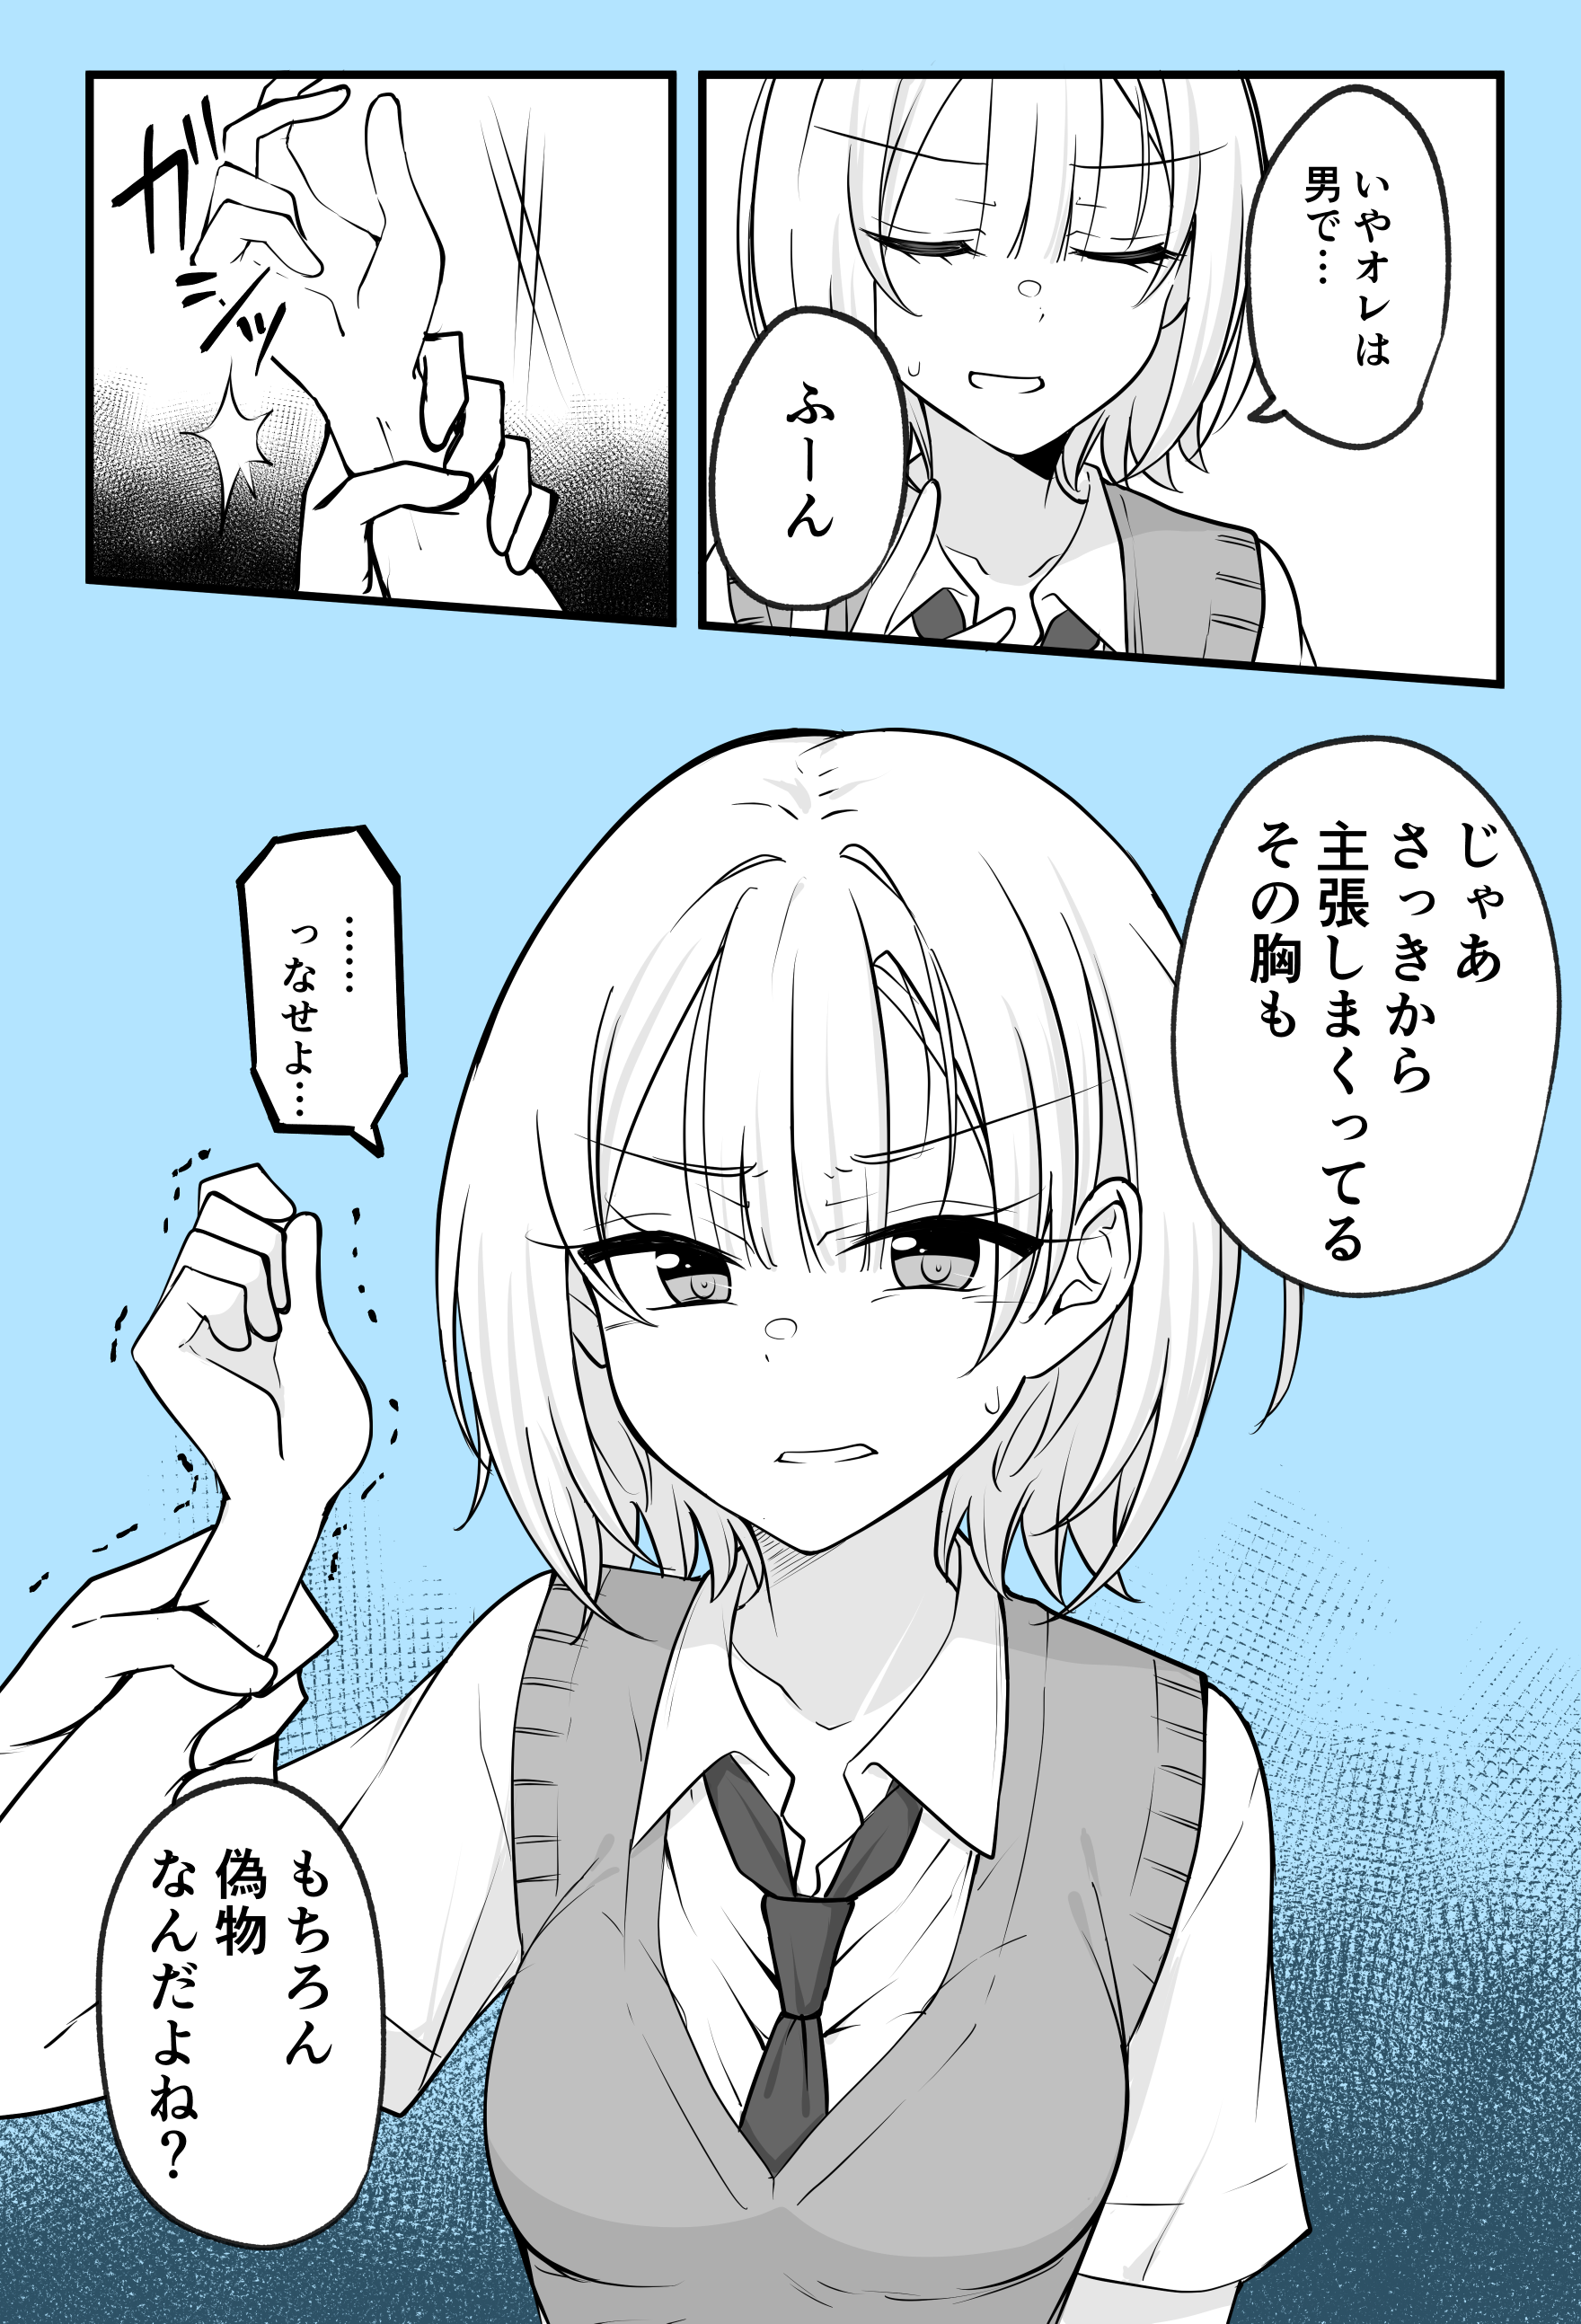 いやオレは
男で…
ふーん
ガシッ
じゃあ
さっきから
主張しまくってる
その胸も
……
っなせよ…
もちろん
偽物
なんだよね？